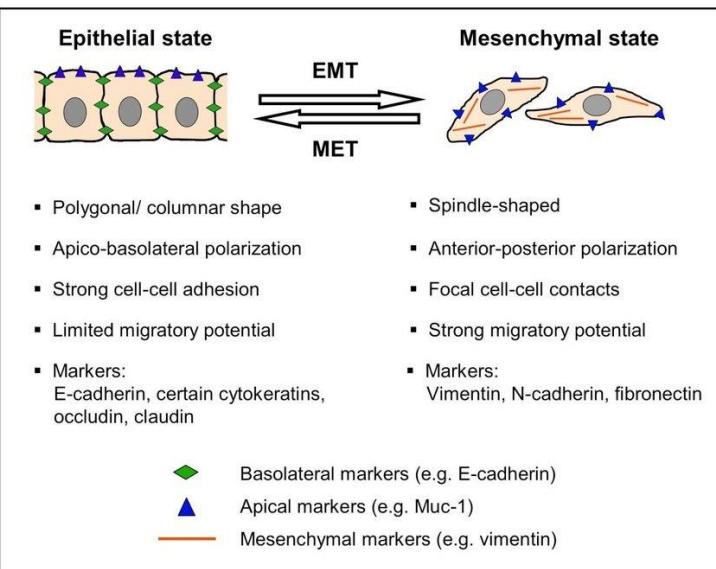 Epithelial state
Mesenchymal state
EMT
MET
▪ Polygonal/ columnar shape
▪ Apico-basolateral polarization
▪ Strong cell-cell adhesion
▪ Limited migratory potential
▪ Markers:
E-cadherin, certain cytokeratins,
occludin, claudin
▪ Spindle-shaped
▪ Anterior-posterior polarization
▪ Focal cell-cell contacts
▪ Strong migratory potential
▪ Markers:
Vimentin, N-cadherin, fibronectin
Basolateral markers (e.g. E-cadherin)
Apical markers (e.g. Muc-1)
Mesenchymal markers (e.g. vimentin)